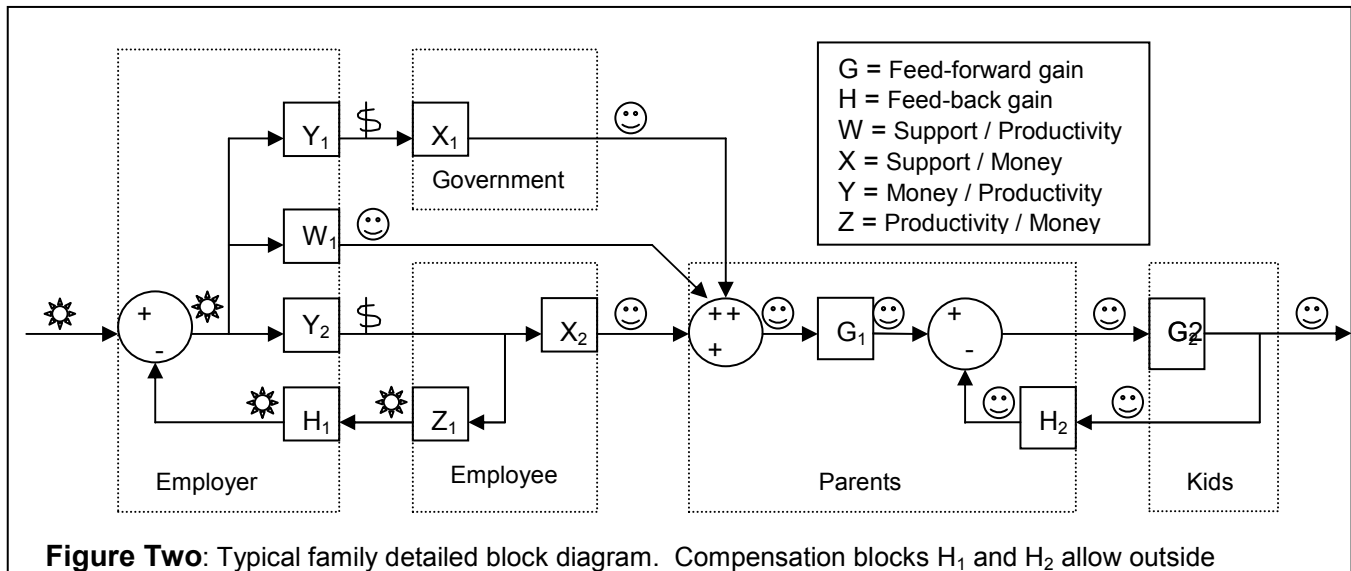 G = Feed-forward gain
H = Feed-back gain
W = Support / Productivity
X = Support / Money
Y = Money / Productivity
Z = Productivity / Money
Y₁ $ X₁
Government
W₁
+ - Y₂ $ X₂ + + + G₁ + - G2
H₁ Z₁ H₂
Employer Employee Parents Kids
Figure Two: Typical family detailed block diagram. Compensation blocks H₁ and H₂ allow outside